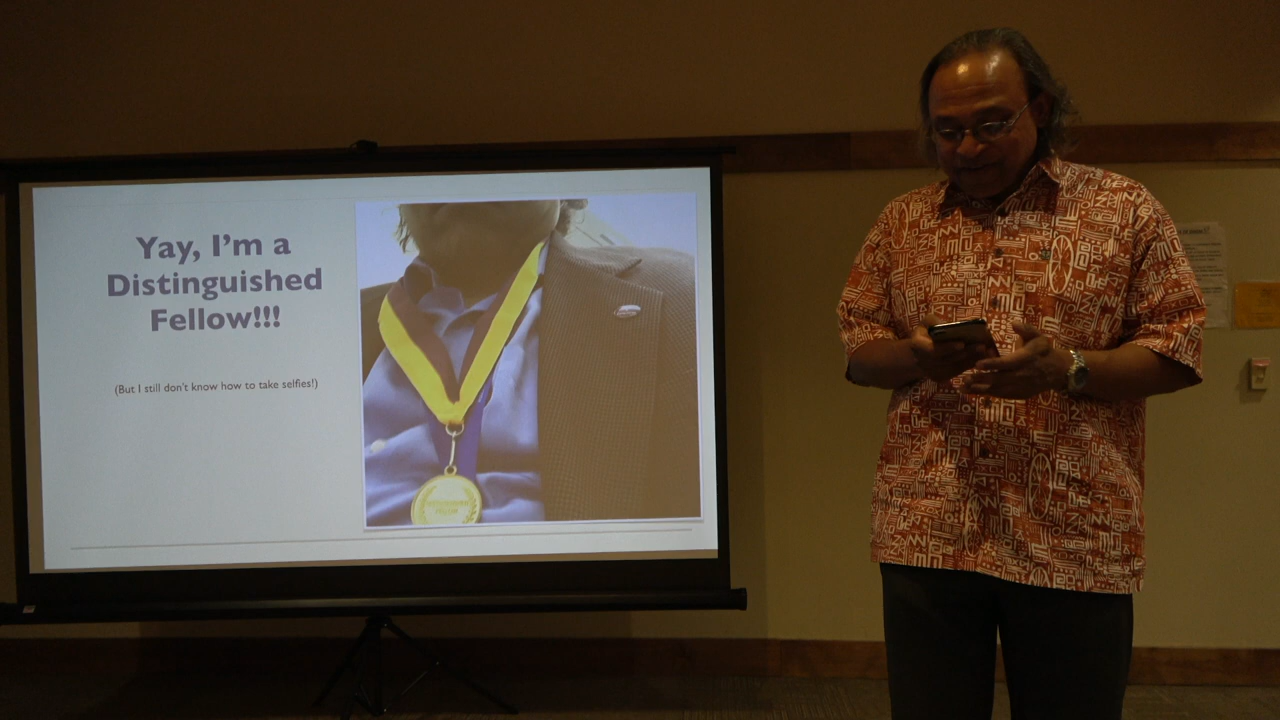 Yay, I'm a
Distinguished
Fellow!!!
(But I still don't know how to take selfies!)